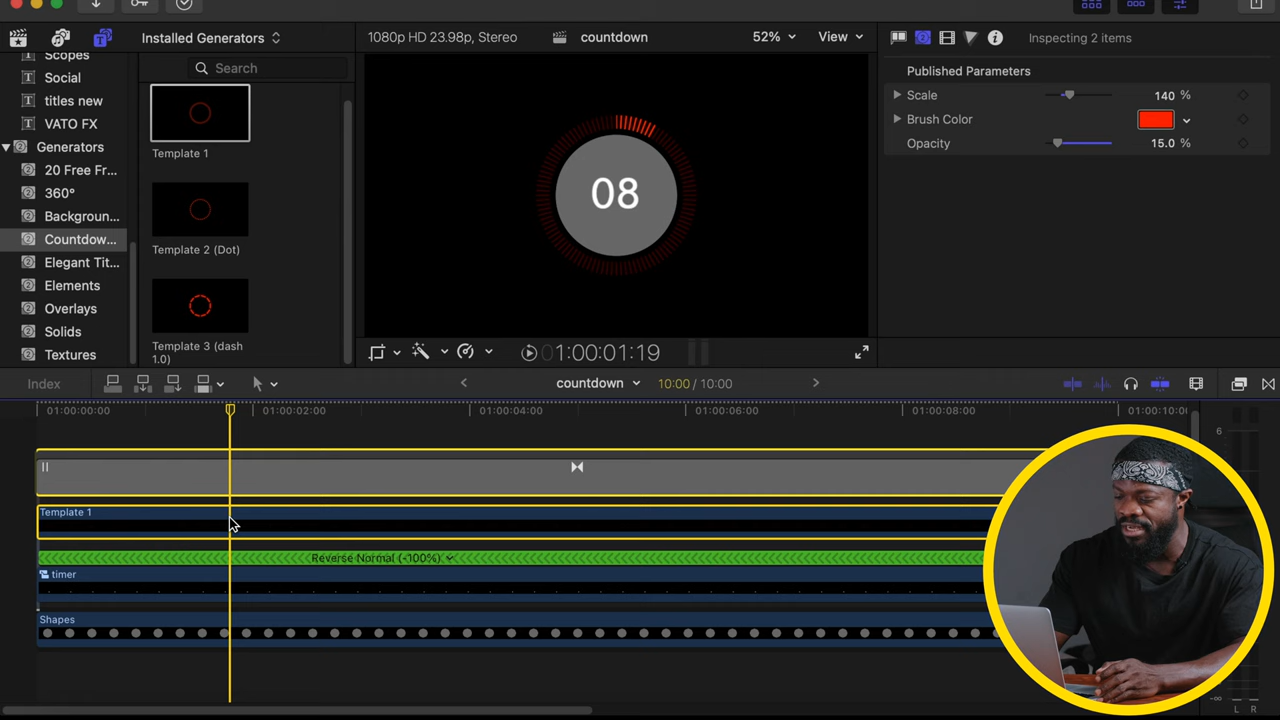 Installed Generators
1080p HD 23.98p, Stereo
countdown
52%
View
Inspecting 2 items
Scopes
Social
titles new
VATO FX
Generators
20 Free Fr...
360°
Backgroun...
Countdow...
Elegant Tit...
Elements
Overlays
Solids
Textures
Search
Template 1
Template 2 (Dot)
Template 3 (dash
1.0)
08
Published Parameters
Scale
140 %
Brush Color
Opacity
15.0 %
1:00:01:19
Index
countdown
10:00 / 10:00
01:00:00:00
01:00:02:00
01:00:04:00
01:00:06:00
01:00:08:00
01:00:10:00
Template 1
Reverse Normal (-100%)
timer
Shapes
6
-∞
L R